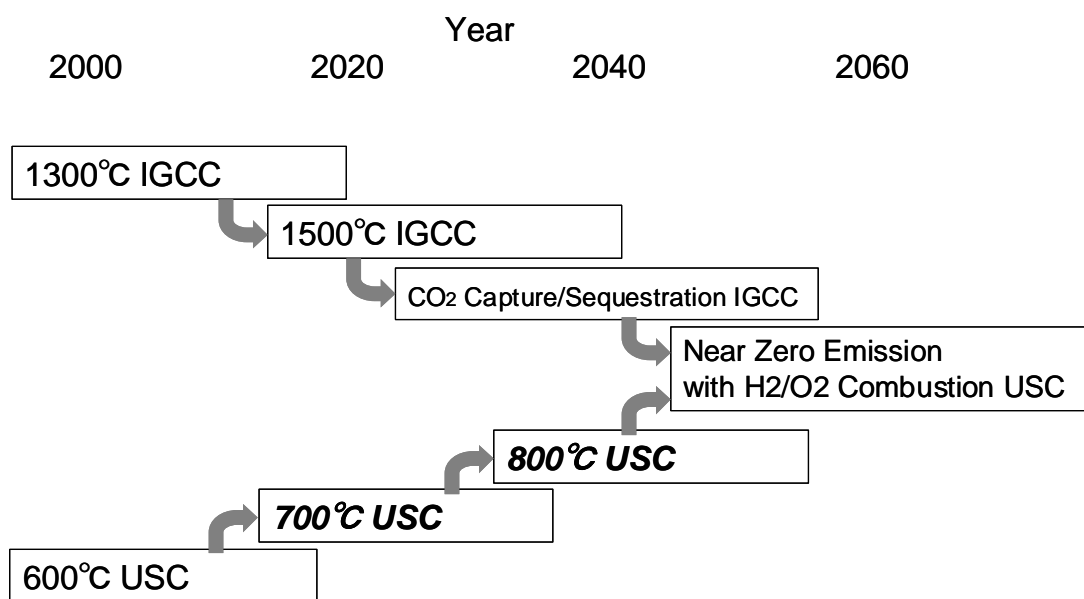 Year
2000 2020 2040 2060
1300℃ IGCC
1500℃ IGCC
CO₂ Capture/Sequestration IGCC
Near Zero Emission
with H2/O2 Combustion USC
800℃ USC
700℃ USC
600℃ USC